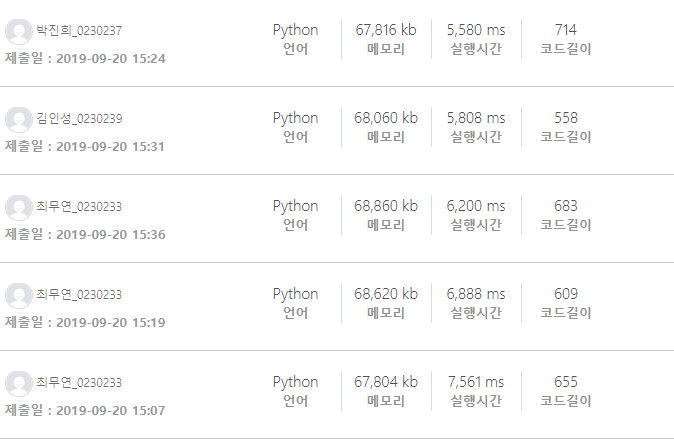 박진희_0230237
제출일 : 2019-09-20 15:24
Python
언어
67,816 kb
메모리
5,580 ms
실행시간
714
코드길이
김인성_0230239
제출일 : 2019-09-20 15:31
Python
언어
68,060 kb
메모리
5,808 ms
실행시간
558
코드길이
최무연_0230233
제출일 : 2019-09-20 15:36
Python
언어
68,860 kb
메모리
6,200 ms
실행시간
683
코드길이
최무연_0230233
제출일 : 2019-09-20 15:19
Python
언어
68,620 kb
메모리
6,888 ms
실행시간
609
코드길이
최무연_0230233
제출일 : 2019-09-20 15:07
Python
언어
67,804 kb
메모리
7,561 ms
실행시간
655
코드길이